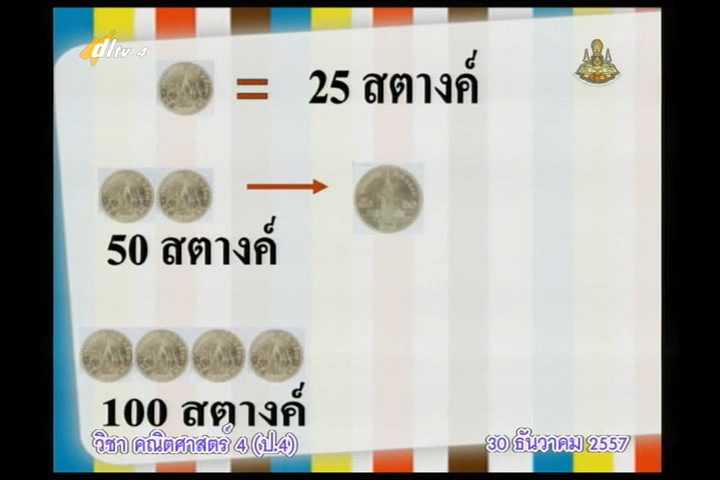 dltv 4
= 25 สตางค์
50 สตางค์
100 สตางค์
วิชา คณิตศาสตร์ 4 (ป.4)
30 ธันวาคม 2557